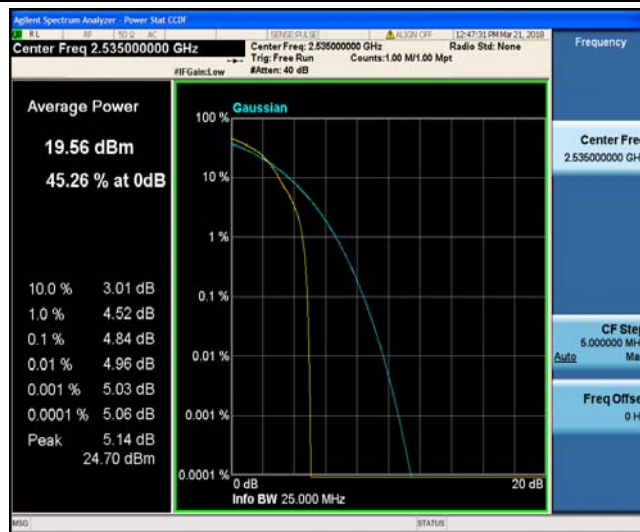 Agilent Spectrum Analyzer - Power Stat CCDF
RL RF 50 Ω AC SENSE:PULSE ALIGN OFF 12:47:31 PM Mar 21, 2018
Center Freq 2.535000000 GHz
Center Freq: 2.535000000 GHz Radio Std: None
Trig: Free Run Counts:1.00 M/1.00 Mpt
#IFGain:Low #Atten: 40 dB
Frequency
Average Power
19.56 dBm
45.26 % at 0dB
10.0 % 3.01 dB
1.0 % 4.52 dB
0.1 % 4.84 dB
0.01 % 4.96 dB
0.001 % 5.03 dB
0.0001 % 5.06 dB
Peak 5.14 dB
24.70 dBm
Gaussian
100 %
10 %
1 %
0.1 %
0.01 %
0.001 %
0.0001 %
0 dB 20 dB
Info BW 25.000 MHz
Center Fre
2.535000000 GH
CF Step
5.000000 MH
Auto Ma
Freq Offse
0 H
MSG STATUS